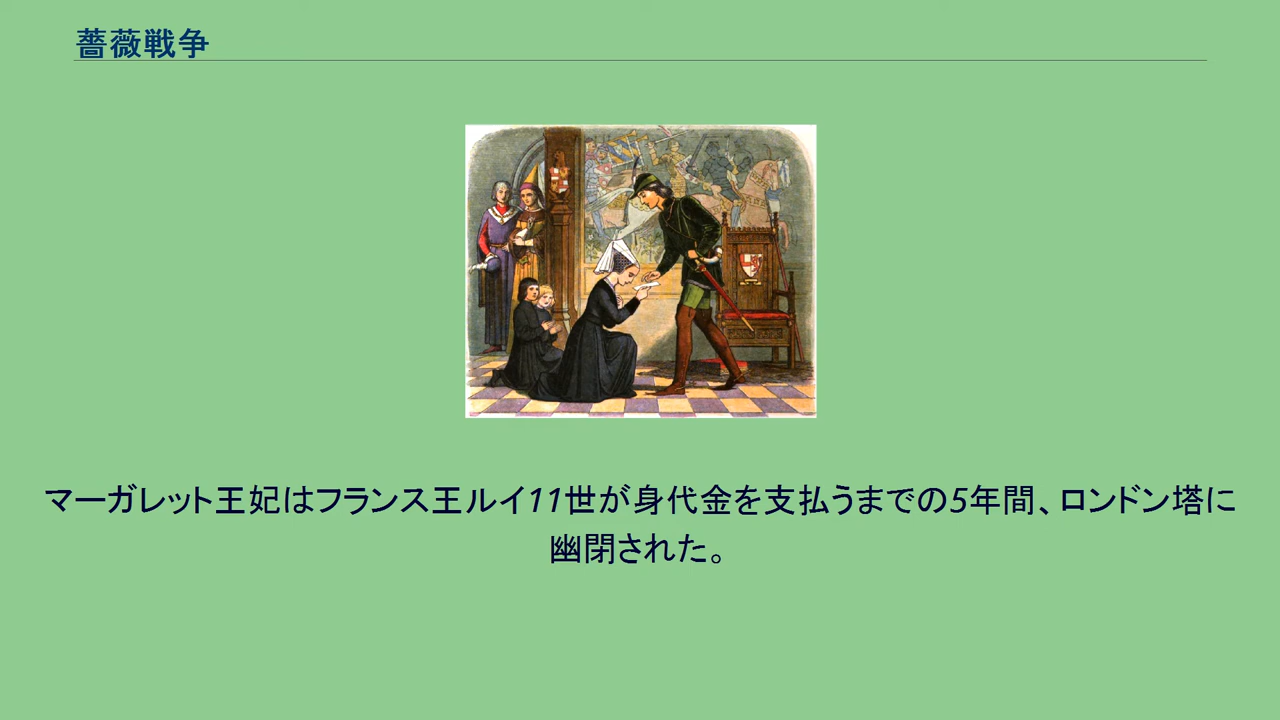 薔薇戦争
マーガレット王妃はフランス王ルイ11世が身代金を支払うまでの5年間、ロンドン塔に
幽閉された。